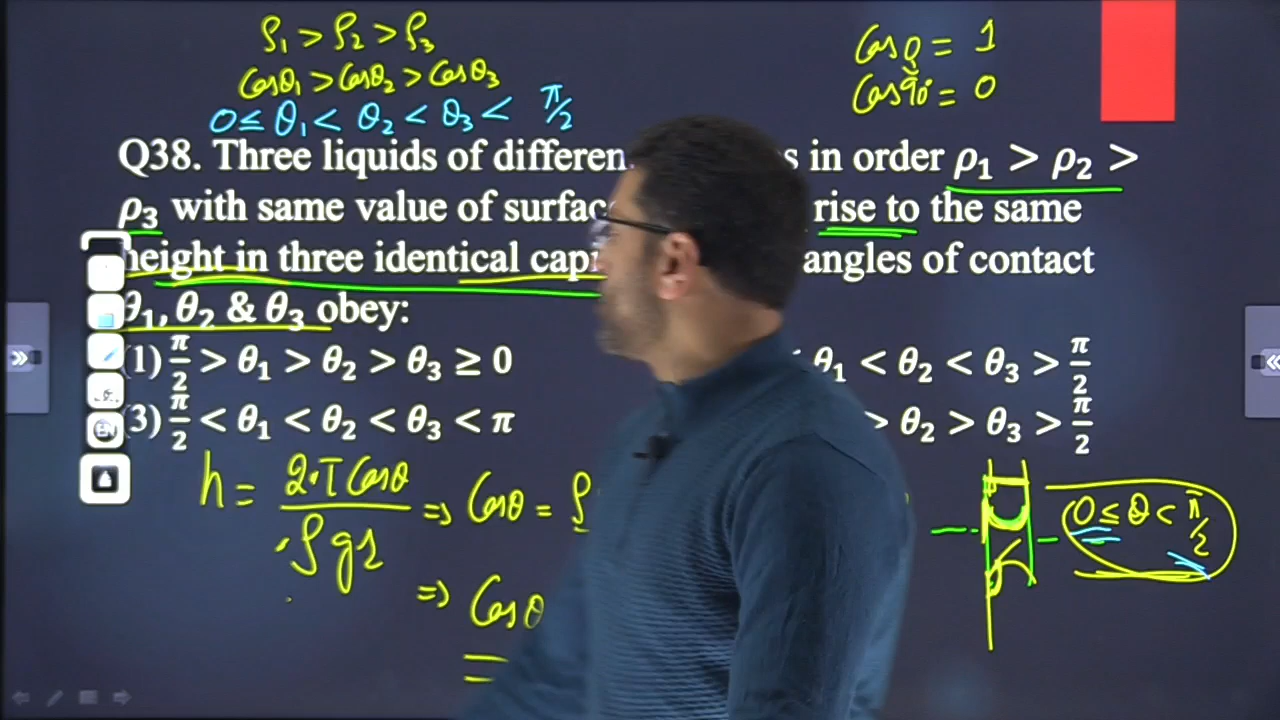 ρ₁ > ρ₂ > ρ₃
Cosθ₁ > Cosθ₂ > Cosθ₃
0 ≤ θ₁ < θ₂ < θ₃ < π/2
Cos0° = 1
Cos90° = 0
Q38. Three liquids of in order ρ₁ > ρ₂ >
ρ₃ with same value of rise to the same
height in three identical angles of contact
θ₁, θ₂ & θ₃ obey:
(1) π/2 > θ₁ > θ₂ > θ₃ ≥ 0
θ₁ < θ₂ < θ₃ > π/2
(3) π/2 < θ₁ < θ₂ < θ₃ < π
> θ₂ > θ₃ > π/2
h = 2·T Cosθ / ρgr ⇒ Cosθ = ρ
⇒ Cosθ
=
0 ≤ θ < π/2
EN